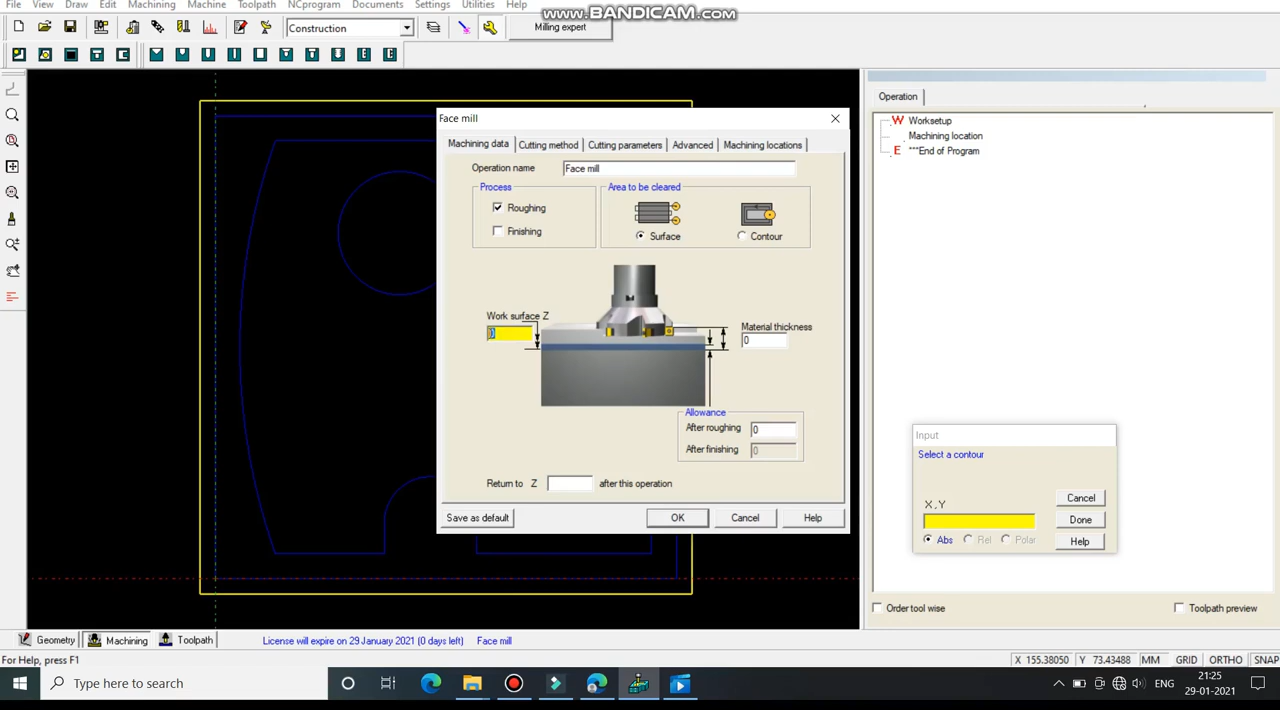 File View Draw Edit Machining Machine Toolpath NCprogram Documents Settings Utilities Help
www.BANDICAM.com
Construction
Milling expert
Face mill
Machining data Cutting method Cutting parameters Advanced Machining locations
Operation name Face mill
Process
Roughing
Finishing
Area to be cleared
Surface Contour
Work surface Z
0
Material thickness
0
Allowance
After roughing 0
After finishing 0
Return to Z after this operation
Save as default OK Cancel Help
Operation
W Worksetup
Machining location
E ***End of Program
Input
Select a contour
X ,Y
Abs Rel Polar
Cancel
Done
Help
Order tool wise Toolpath preview
Geometry Machining Toolpath License will expire on 29 January 2021 (0 days left) Face mill
For Help, press F1 X 155.38050 Y 73.43488 MM GRID ORTHO SNAP
Type here to search
ENG
21:25
29-01-2021